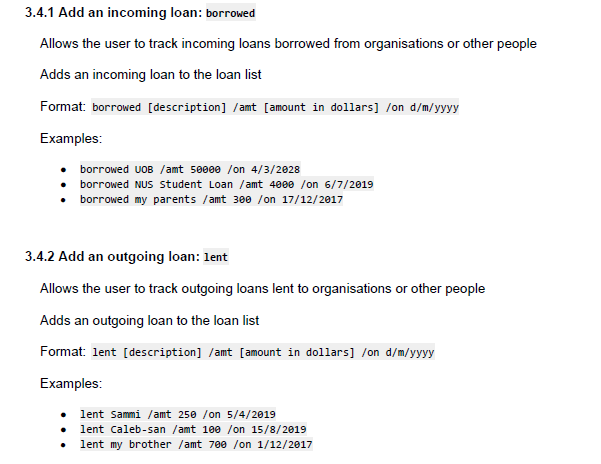 3.4.1 Add an incoming loan: borrowed
Allows the user to track incoming loans borrowed from organisations or other people
Adds an incoming loan to the loan list
Format: borrowed [description] /amt [amount in dollars] /on d/m/yyyy
Examples:
• borrowed UOB /amt 50000 /on 4/3/2028
• borrowed NUS Student Loan /amt 4000 /on 6/7/2019
• borrowed my parents /amt 300 /on 17/12/2017
3.4.2 Add an outgoing loan: lent
Allows the user to track outgoing loans lent to organisations or other people
Adds an outgoing loan to the loan list
Format: lent [description] /amt [amount in dollars] /on d/m/yyyy
Examples:
• lent Sammi /amt 250 /on 5/4/2019
• lent Caleb-san /amt 100 /on 15/8/2019
• lent my brother /amt 700 /on 1/12/2017